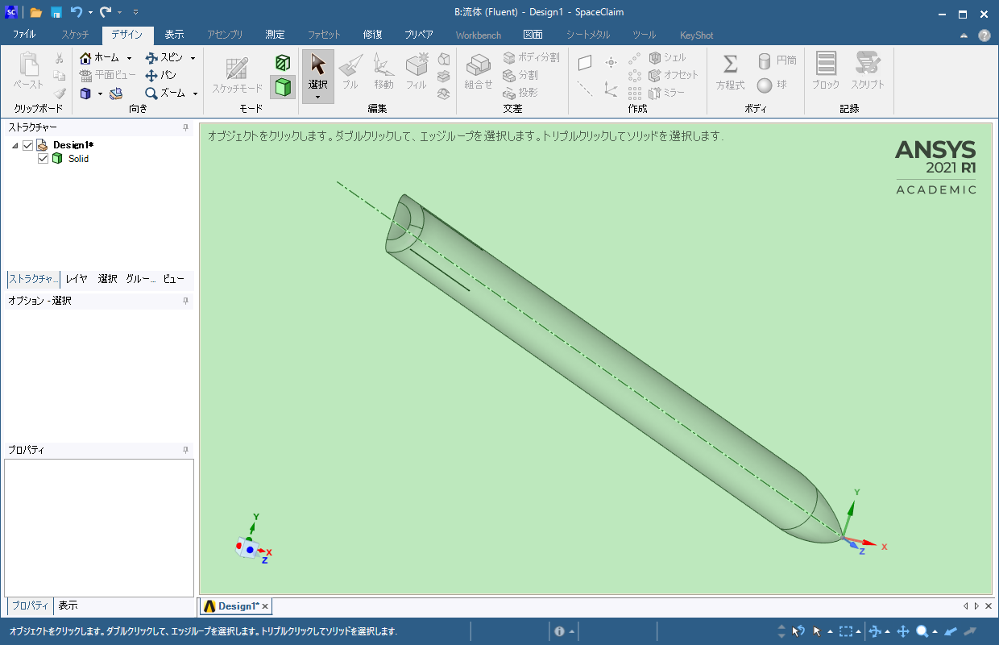 B:流体 (Fluent) - Design1 - SpaceClaim
ファイル スケッチ デザイン 表示 アセンブリ 測定 ファセット 修復 プリペア Workbench 図面 シートメタル ツール KeyShot
ペースト
クリップボード
ホーム スピン
平面ビュー パン
ズーム
向き
スケッチモード
モード
選択 プル 移動 フィル
編集
組合せ ボディ分割
分割
投影
交差
シェル
オフセット
ミラー
作成
方程式 円筒
球
ボディ
ブロック スクリプト
記録
ストラクチャー
Design1*
Solid
ストラクチャ... レイヤ 選択 グルー... ビュー
オプション - 選択
プロパティ
プロパティ 表示
オブジェクトをクリックします。ダブルクリックして、エッジループを選択します。トリプルクリックしてソリッドを選択します.
ANSYS
2021 R1
ACADEMIC
Y
X
Z
Y
X
Z
Design1*
オブジェクトをクリックします。ダブルクリックして、エッジループを選択します。トリプルクリックしてソリッドを選択します.